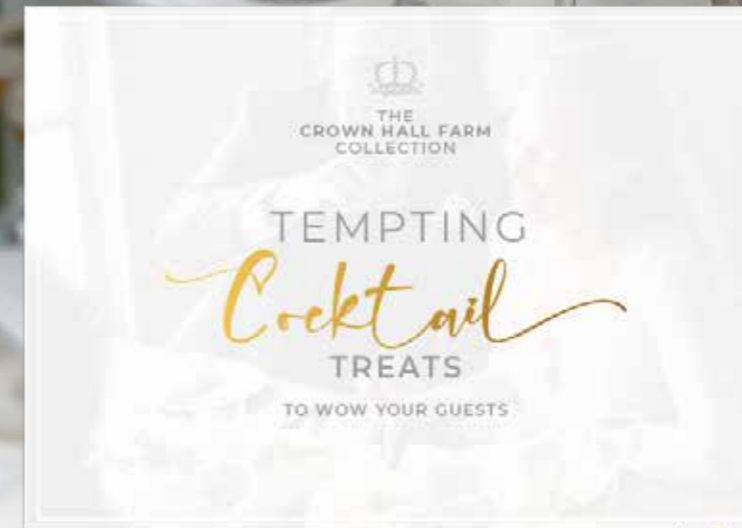 THE
CROWN HALL FARM
COLLECTION
TEMPTING
Cocktail
TREATS
TO WOW YOUR GUESTS